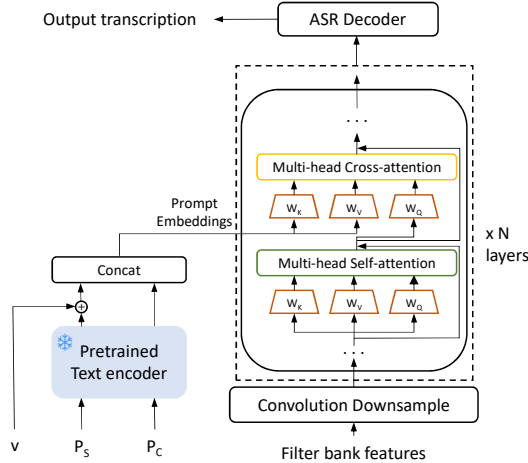 Output transcription
ASR Decoder
. . .
Multi-head Cross-attention
Prompt
Embeddings
W_K
W_V
W_Q
x N
layers
Multi-head Self-attention
Concat
W_K
W_V
W_Q
Pretrained
Text encoder
. . .
Convolution Downsample
v
P_S
P_C
Filter bank features